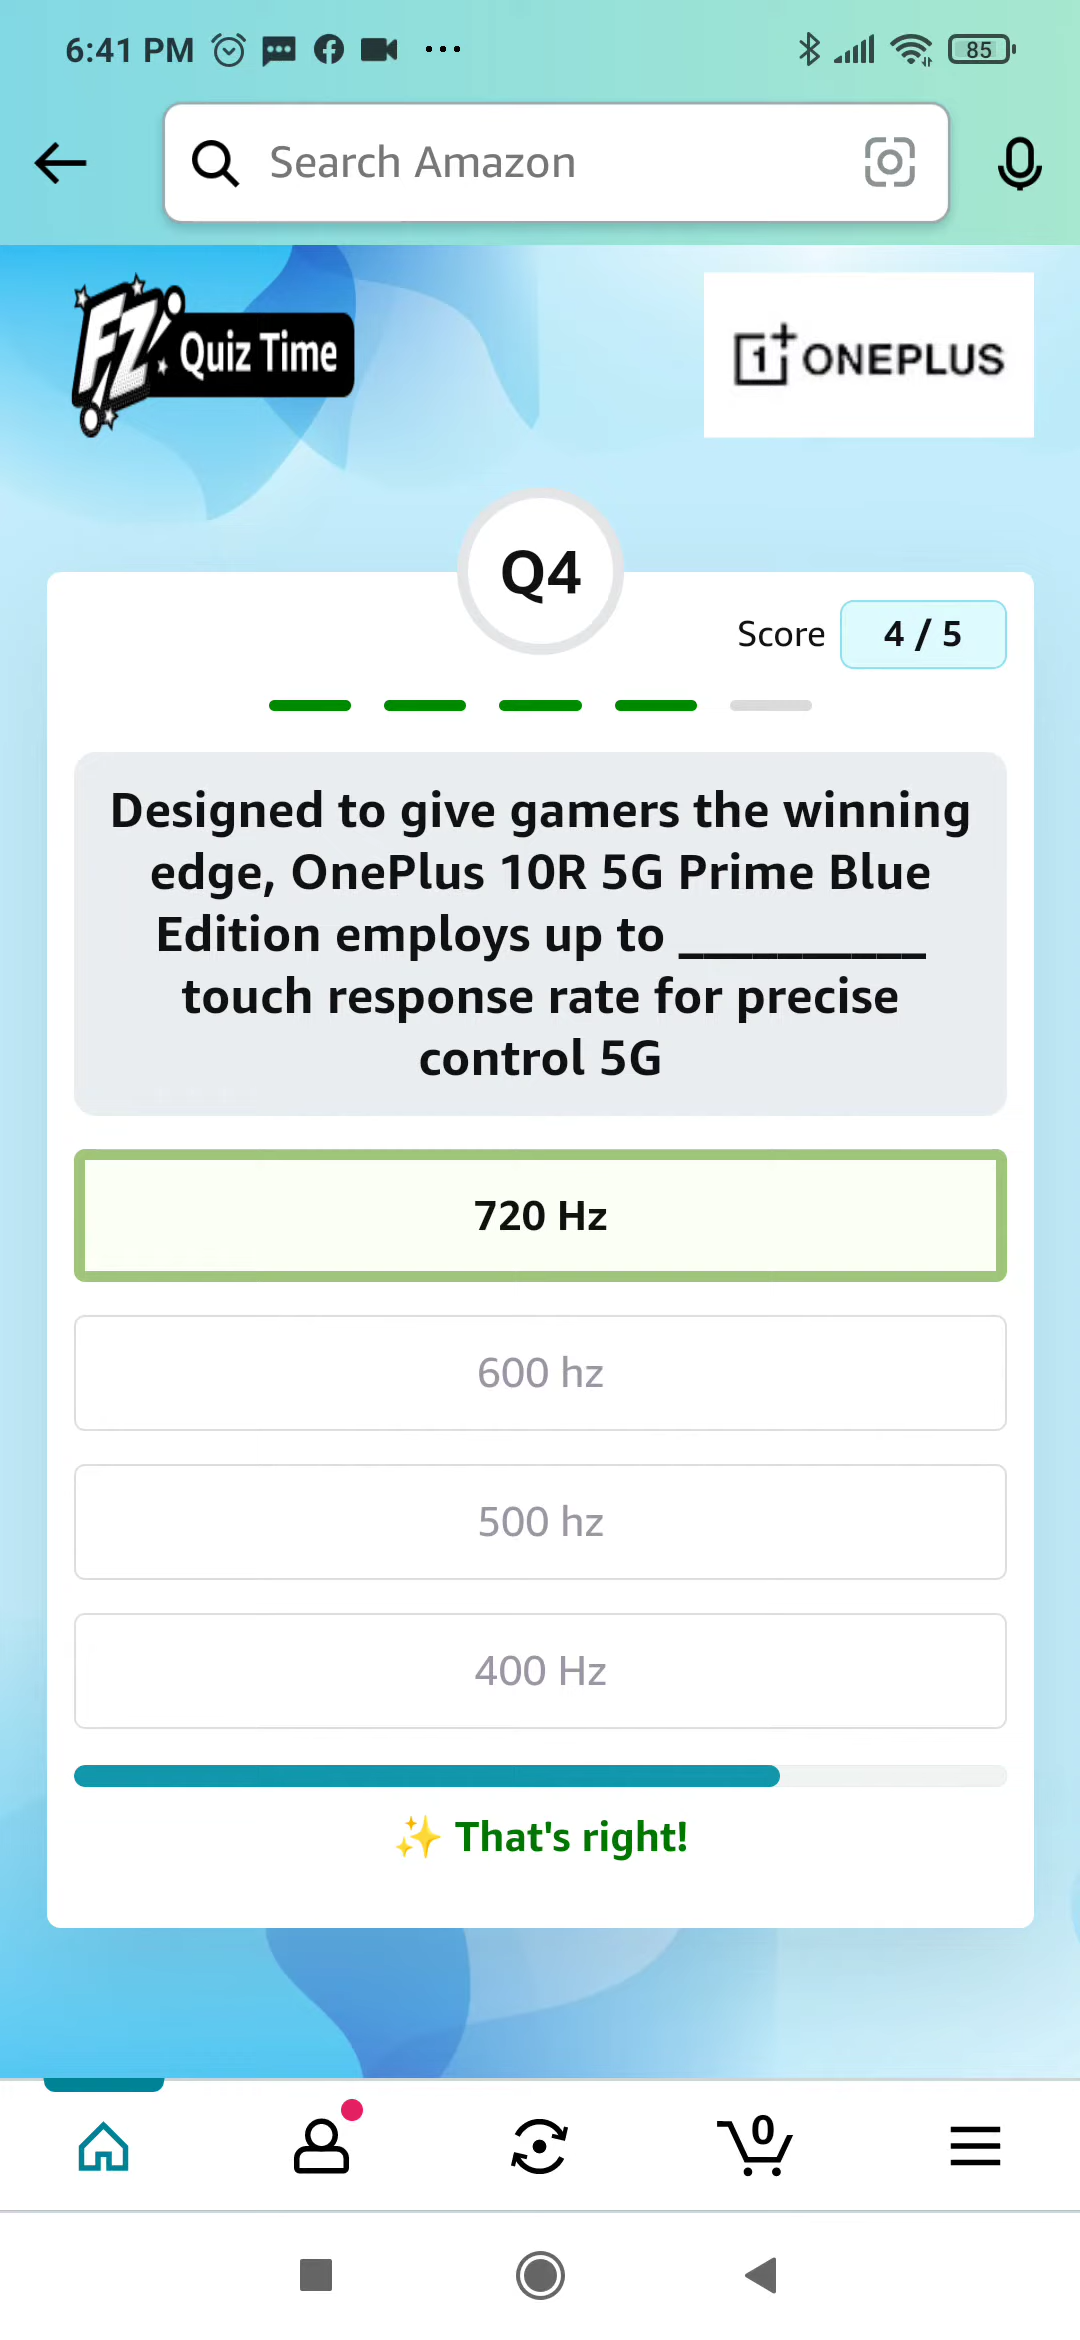 6:41 PM
85
Search Amazon
FZ Quiz Time
1+ ONEPLUS
Q4
Score 4 / 5
Designed to give gamers the winning
edge, OnePlus 10R 5G Prime Blue
Edition employs up to __________
touch response rate for precise
control 5G
720 Hz
600 hz
500 hz
400 Hz
✨ That's right!
0